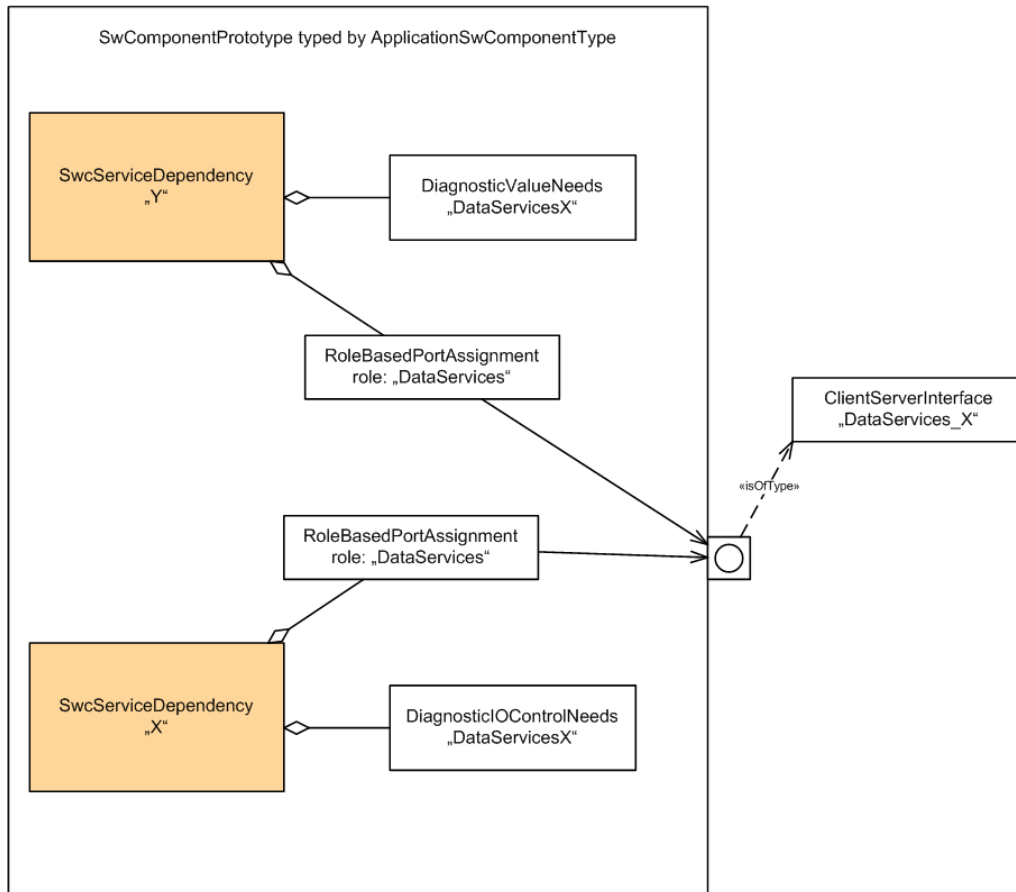 SwComponentPrototype typed by ApplicationSwComponentType
SwcServiceDependency
„Y“
DiagnosticValueNeeds
„DataServicesX“
RoleBasedPortAssignment
role: „DataServices“
ClientServerInterface
„DataServices_X“
«isOfType»
RoleBasedPortAssignment
role: „DataServices“
SwcServiceDependency
„X“
DiagnosticIOControlNeeds
„DataServicesX“